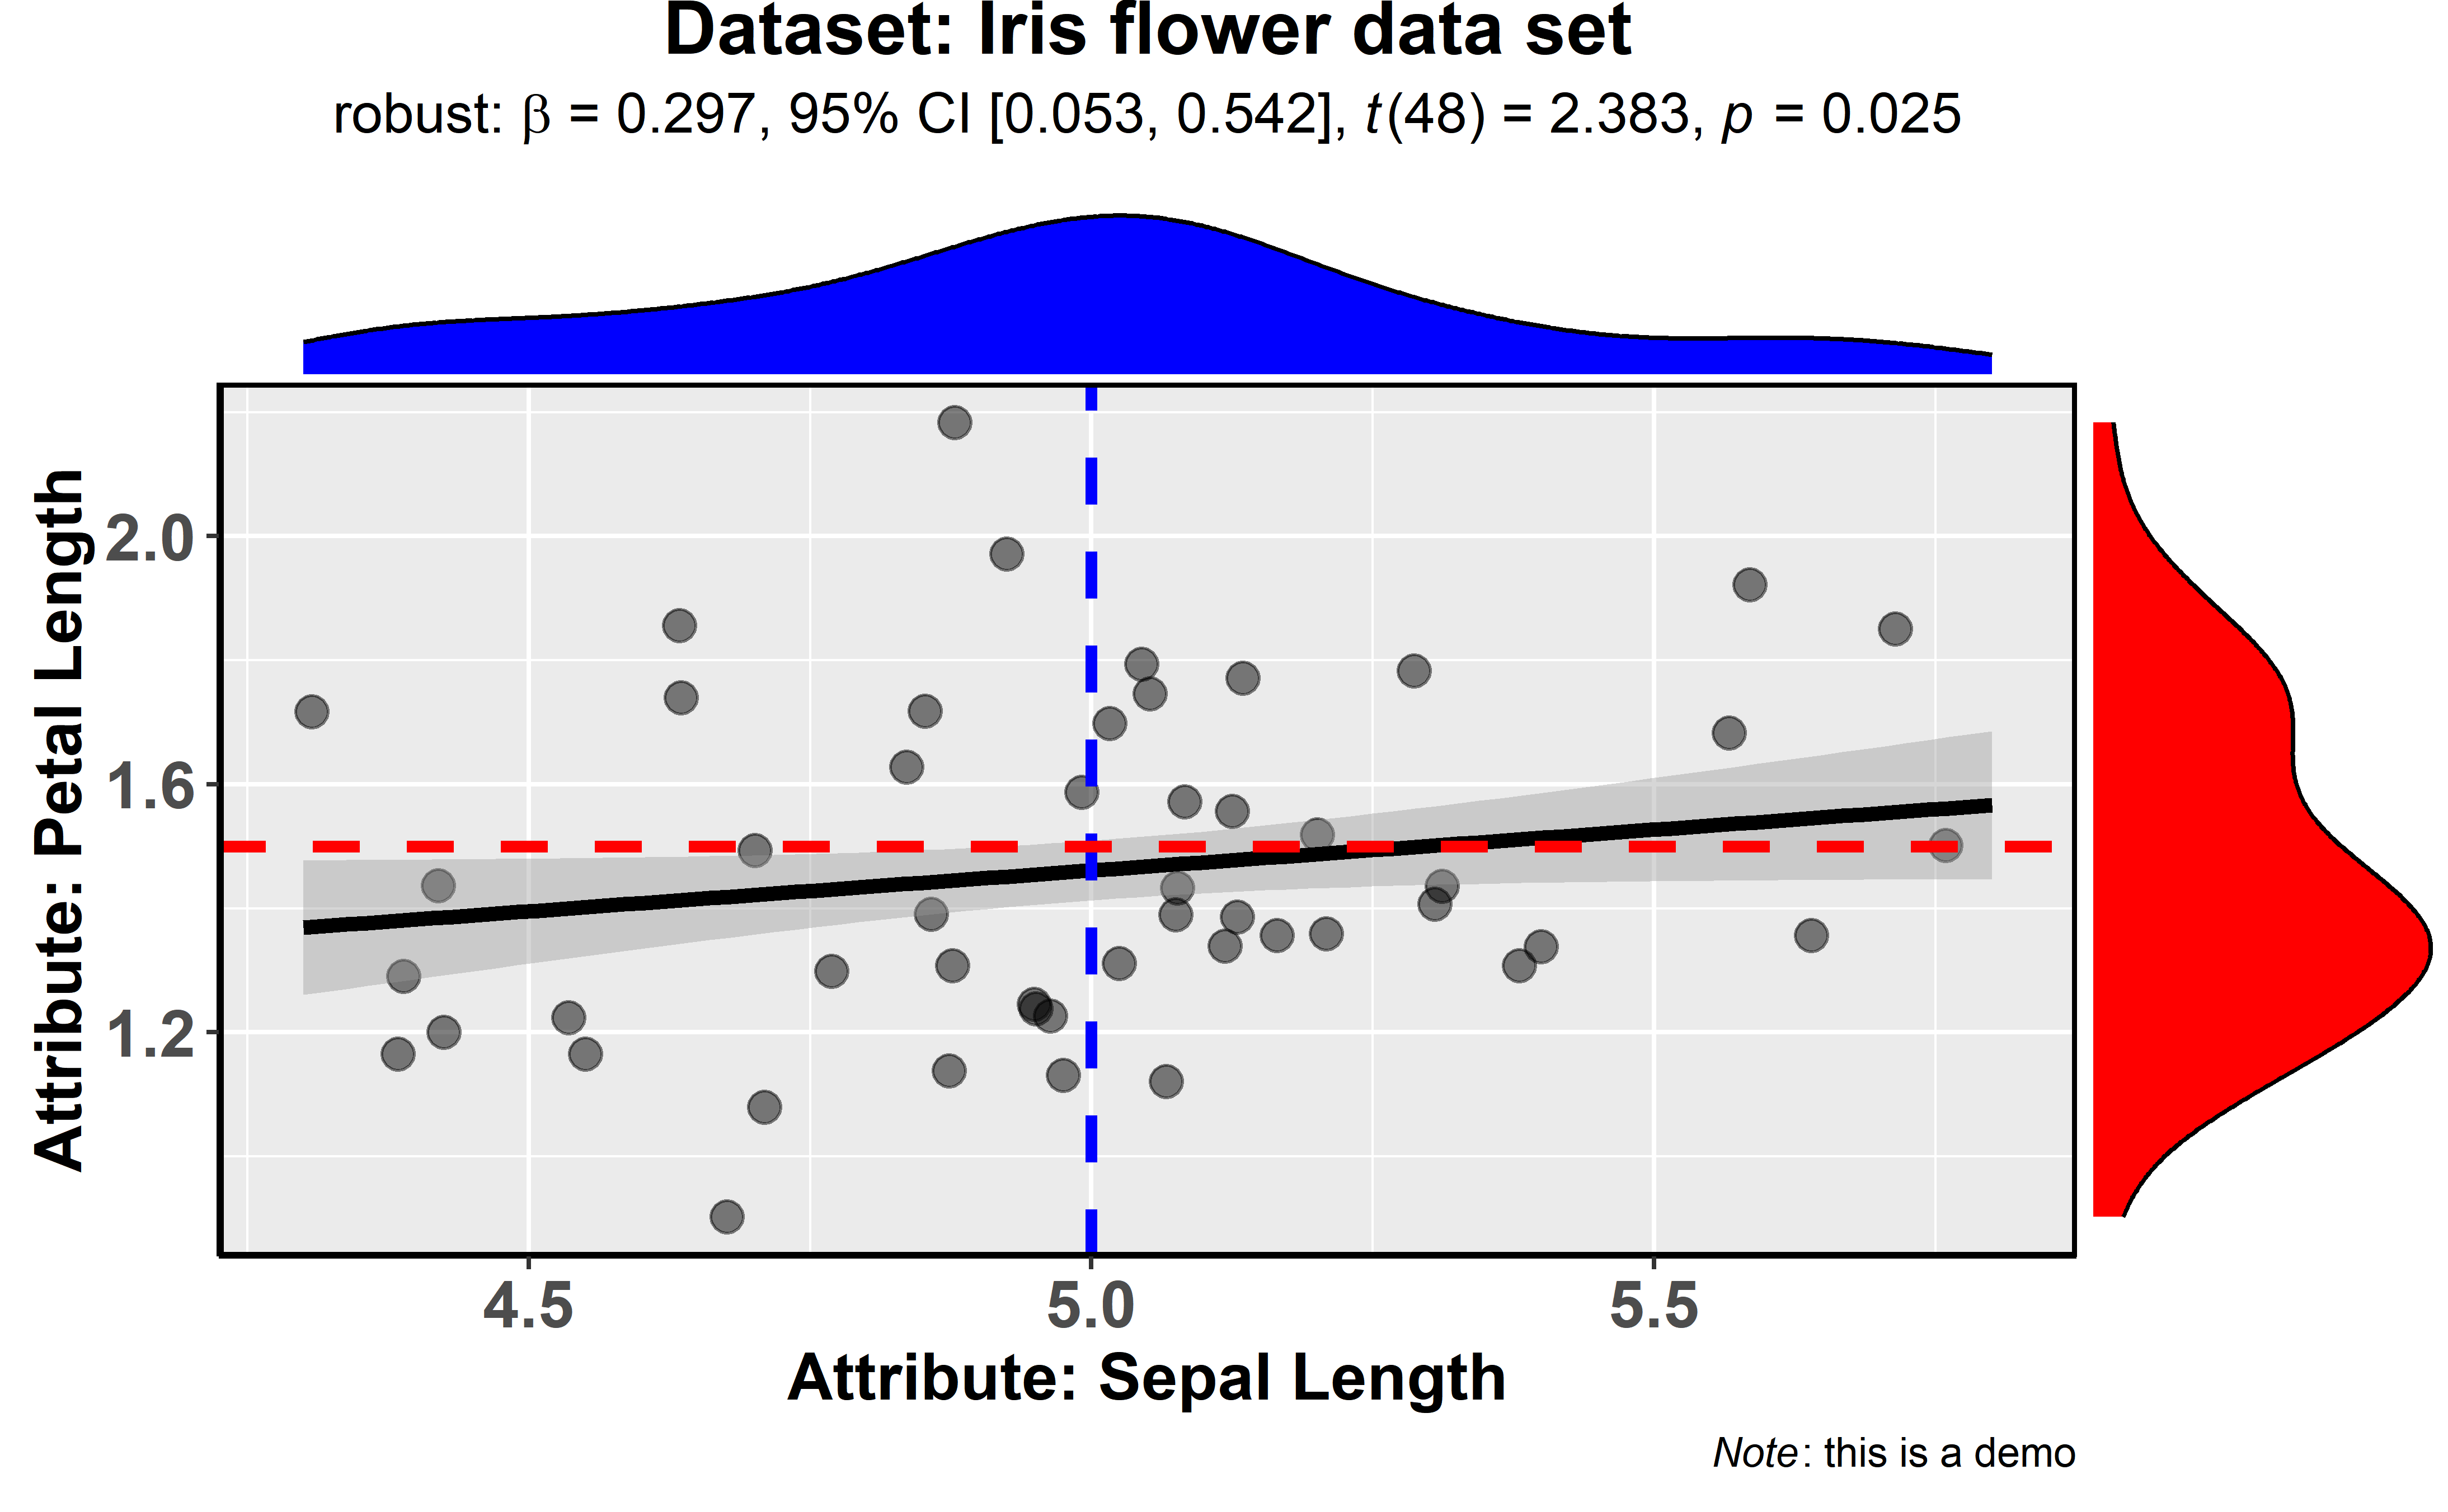 Dataset: Iris flower data set
robust: β = 0.297, 95% CI [0.053, 0.542], t(48) = 2.383, p = 0.025
Attribute: Petal Length
2.0
1.6
1.2
4.5 5.0 5.5
Attribute: Sepal Length
Note: this is a demo